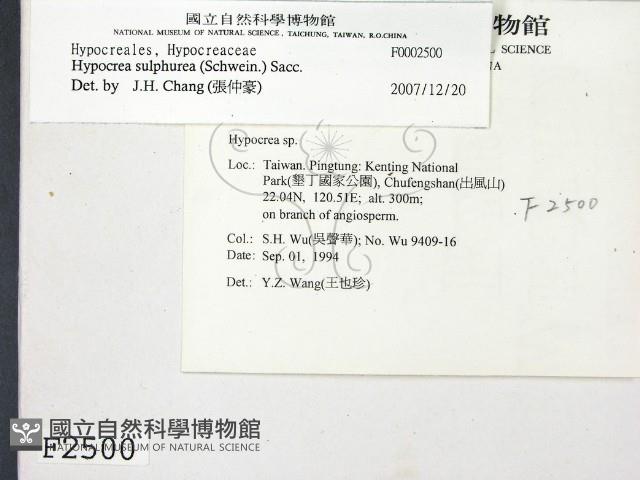 國立自然科學博物館
NATIONAL MUSEUM OF NATURAL SCIENCE, TAICHUNG, TAIWAN, R.O.CHINA
Hypocreales, Hypocreaceae F0002500
Hypocrea sulphurea (Schwein.) Sacc.
Det. by J.H. Chang (張仲豪) 2007/12/20
物館
SCIENCE
NA
Hypocrea sp.
Loc.: Taiwan. Pingtung: Kenting National
Park(墾丁國家公園), Chufengshan(出風山)
22.04N, 120.51E; alt. 300m;
on branch of angiosperm.
F2500
Col.: S.H. Wu(吳聲華); No. Wu 9409-16
Date: Sep. 01, 1994
Det.: Y.Z. Wang(王也珍)
國立自然科學博物館
NATIONAL MUSEUM OF NATURAL SCIENCE
F2500